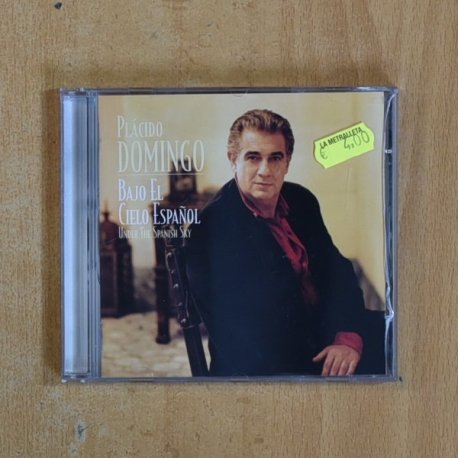 PLÁCIDO
DOMINGO
BAJO EL
CIELO ESPAÑOL
UNDER THE SPANISH SKY
LA METRALLETA
€ 4,00